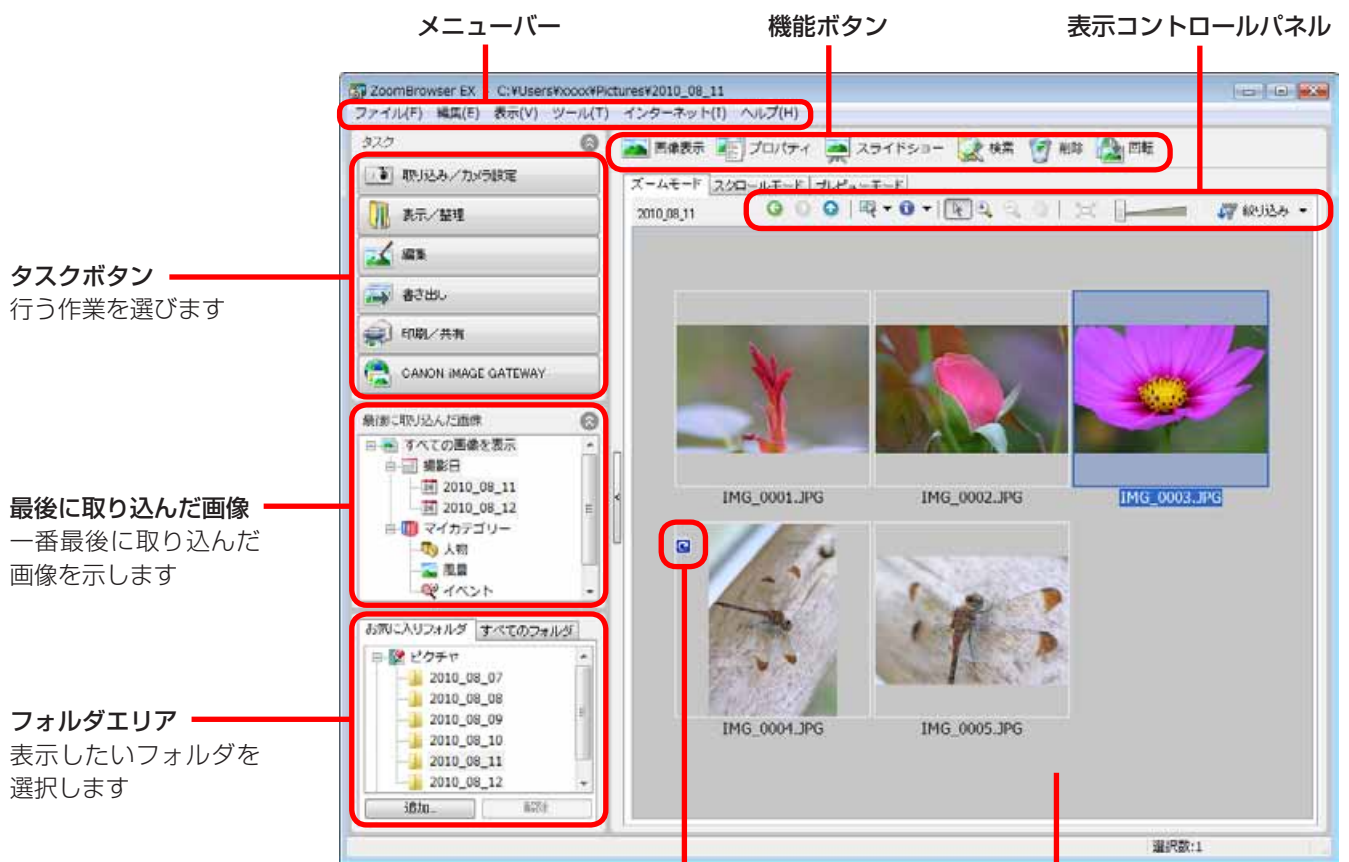 メニューバー
機能ボタン
表示コントロールパネル
ZoomBrowser EX - C:¥Users¥xxxx¥Pictures¥2010_08_11
ファイル(F) 編集(E) 表示(V) ツール(T) インターネット(I) ヘルプ(H)
タスク
画像表示 プロパティ スライドショー 検索 削除 回転
取り込み／カメラ設定
表示／整理
編集
書き出し
印刷／共有
CANON iMAGE GATEWAY
ズームモード スクロールモード プレビューモード
2010_08_11
絞り込み
タスクボタン
行う作業を選びます
最後に取り込んだ画像
すべての画像を表示
撮影日
2010_08_11
2010_08_12
マイカテゴリー
人物
風景
イベント
最後に取り込んだ画像
一番最後に取り込んだ
画像を示します
IMG_0001.JPG
IMG_0002.JPG
IMG_0003.JPG
IMG_0004.JPG
IMG_0005.JPG
お気に入りフォルダ すべてのフォルダ
ピクチャ
2010_08_07
2010_08_08
2010_08_09
2010_08_10
2010_08_11
2010_08_12
追加...
解除
フォルダエリア
表示したいフォルダを
選択します
選択数:1